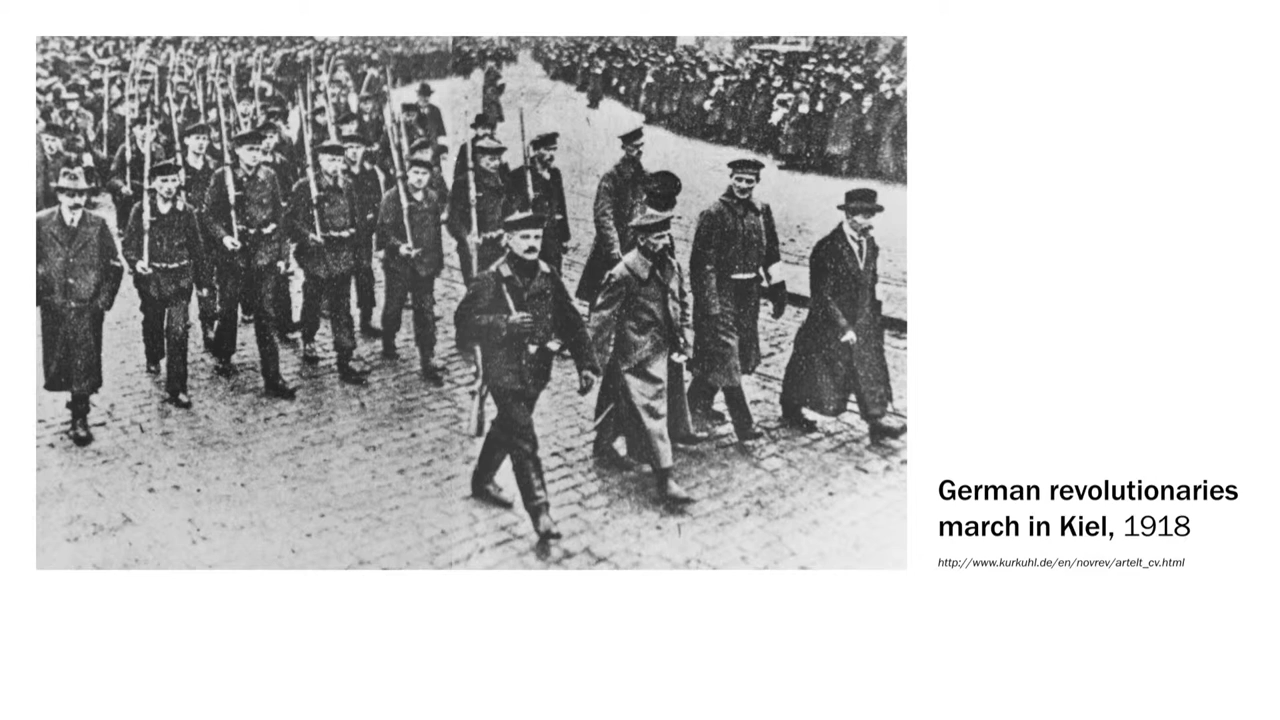 German revolutionaries
march in Kiel, 1918
http://www.kurkuhl.de/en/novrev/artelt_cv.html